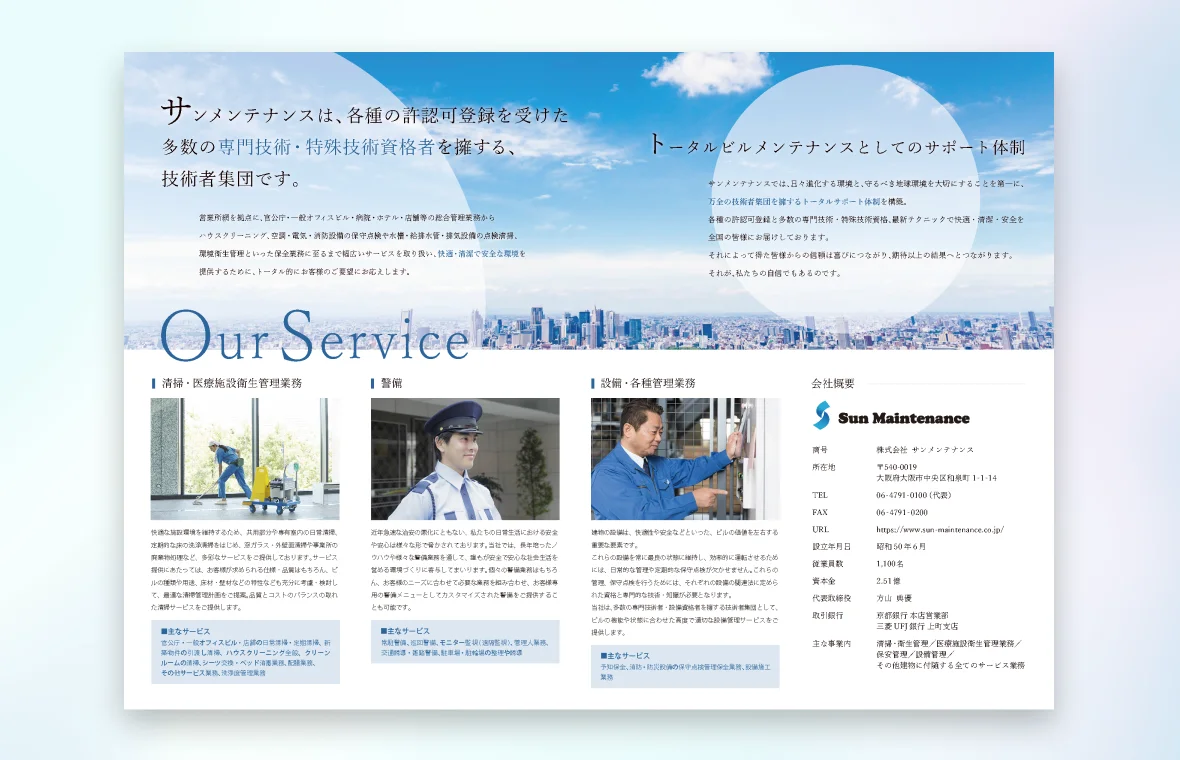 サンメンテナンスは、各種の許認可登録を受けた
多数の専門技術・特殊技術資格者を擁する、
技術者集団です。
営業所網を拠点に、官公庁・一般オフィスビル・病院・ホテル・店舗等の総合管理業務から
ハウスクリーニング、空調・電気・消防設備の保守点検や水槽・給排水管・排気設備の点検清掃、
環境衛生管理といった保全業務に至るまで幅広いサービスを取り扱い、快適・清潔で安全な環境を
提供するために、トータル的にお客様のご要望にお応えします。
トータルビルメンテナンスとしてのサポート体制
サンメンテナンスでは、日々進化する環境と、守るべき地球環境を大切にすることを第一に、
万全の技術者集団を擁するトータルサポート体制を構築。
各種の許認可登録と多数の専門技術・特殊技術資格、最新テクニックで快適・清潔・安全を
全国の皆様にお届けしております。
それによって得た皆様からの信頼は喜びにつながり、期待以上の結果へとつながります。
それが、私たちの自信でもあるのです。
Our Service
清掃・医療施設衛生管理業務
快適な施設環境を維持するため、共用部分や専有室内の日常清掃、
定期的な床の洗浄清掃をはじめ、窓ガラス・外壁面清掃や事業所の
廃棄物処理など、多彩なサービスをご提供しております。サービス
提供にあたっては、お客様が求められる仕様・品質はもちろん、ビ
ルの種類や用途、床材・壁材などの特性なども充分に考慮・検討し
て、最適な清掃管理計画をご提案。品質とコストのバランスの取れ
た清掃サービスをご提供します。
■主なサービス
官公庁・一般オフィスビル・店舗の日常清掃・定期清掃、新
築物件の引渡し清掃、ハウスクリーニング全般、クリーン
ルームの清掃、シーツ交換・ベッド消毒業務、配膳業務、
その他サービス業務、洗浄度管理業務
警備
近年急速な治安の悪化にともない、私たちの日常生活における安全
や安心は様々な形で脅かされております。当社では、長年培ったノ
ウハウや様々な警備業務を通して、誰もが安全で安心な社会生活を
営める環境づくりに寄与してまいります。個々の警備業務はもちろ
ん、お客様のニーズに合わせて必要な業務を組み合わせ、お客様専
用の警備メニューとしてカスタマイズされた警備をご提供するこ
とも可能です。
■主なサービス
常駐警備、巡回警備、モニター監視（遠隔監視）、管理人業務、
交通誘導・雑踏警備、駐車場・駐輪場の整理や誘導
設備・各種管理業務
建物の設備は、快適性や安全などといった、ビルの価値を左右する
重要な要素です。
これらの設備を常に最良の状態に維持し、効率的に運転させるため
には、日常的な管理や定期的な保守点検が欠かせません。これらの
管理、保守点検を行うためには、それぞれの設備の関連法に定めら
れた資格と専門的な技術・知識が必要となります。
当社は、多数の専門技術者・設備資格者を擁する技術者集団として、
ビルの機能や状態に合わせた高度で適切な設備管理サービスをご
提供します。
■主なサービス
予知保全、消防・防災設備の保守点検管理保全業務、設備施工
業務
会社概要
Sun Maintenance
商号 株式会社 サンメンテナンス
所在地 〒540-0019
大阪府大阪市中央区和泉町 1-1-14
TEL 06-4791-0100（代表）
FAX 06-4791-0200
URL https://www.sun-maintenance.co.jp/
設立年月日 昭和 50 年 6 月
従業員数 1,100名
資本金 2.51 億
代表取締役 方山 典優
取引銀行 京都銀行 本店営業部
三菱 UFJ 銀行 上町支店
主な事業内 清掃・衛生管理／医療施設衛生管理業務／
保安管理／設備管理／
その他建物に付随する全てのサービス業務